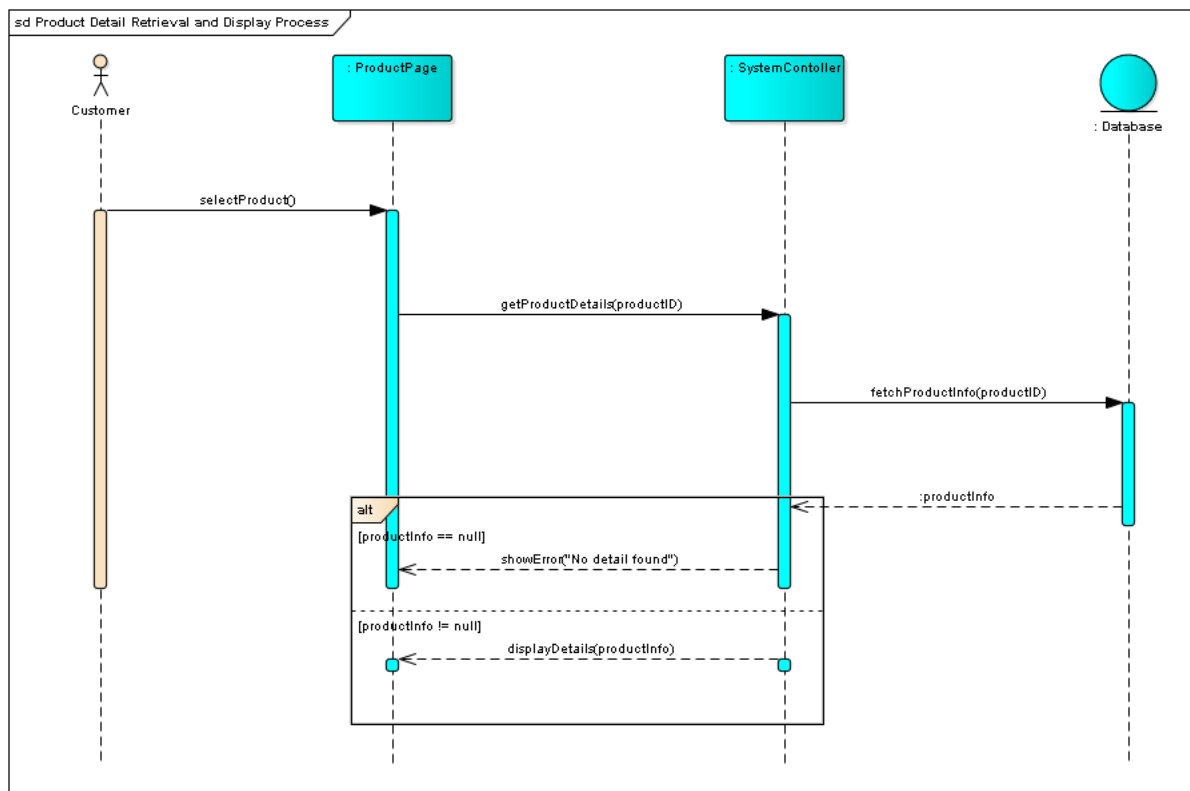 sd Product Detail Retrieval and Display Process
Customer
: ProductPage
: SystemContoller
: Database
selectProduct()
getProductDetails(productID)
fetchProductInfo(productID)
:productInfo
alt
[productInfo == null]
showError("No detail found")
[productInfo != null]
displayDetails(productInfo)